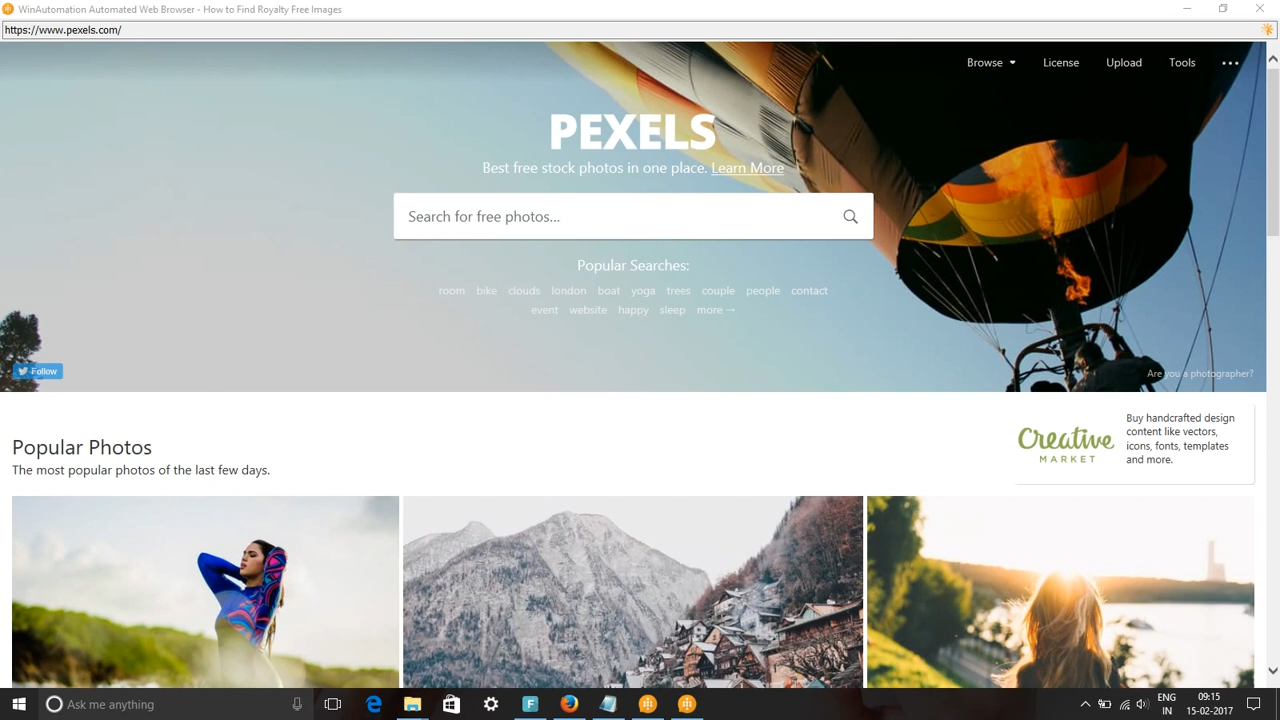 WinAutomation Automated Web Browser - How to Find Royalty Free Images
https://www.pexels.com/
Browse License Upload Tools
PEXELS
Best free stock photos in one place. Learn More
Search for free photos...
Popular Searches:
room bike clouds london boat yoga trees couple people contact
event website happy sleep more →
Follow
Are you a photographer?
Popular Photos
The most popular photos of the last few days.
Creative
MARKET
Buy handcrafted design
content like vectors,
icons, fonts, templates
and more.
Ask me anything
ENG
IN
09:15
15-02-2017